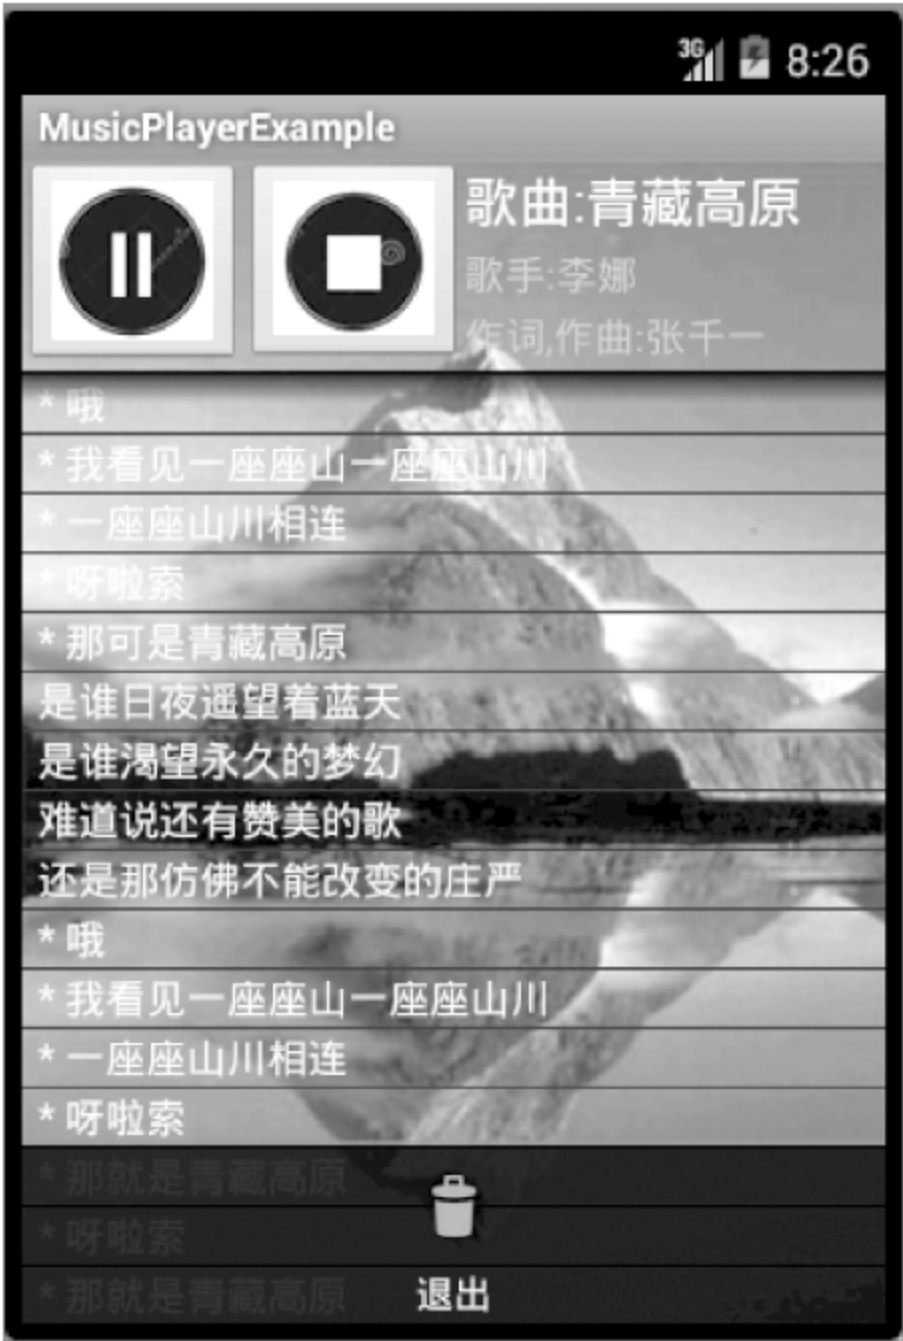 3G 8:26
MusicPlayerExample
歌曲:青藏高原
歌手:李娜
作词,作曲:张千一
* 哦
* 我看见一座座山一座座山川
* 一座座山川相连
* 呀啦索
* 那可是青藏高原
是谁日夜遥望着蓝天
是谁渴望永久的梦幻
难道说还有赞美的歌
还是那仿佛不能改变的庄严
* 哦
* 我看见一座座山一座座山川
* 一座座山川相连
* 呀啦索
* 那就是青藏高原
* 呀啦索
* 那就是青藏高原
退出